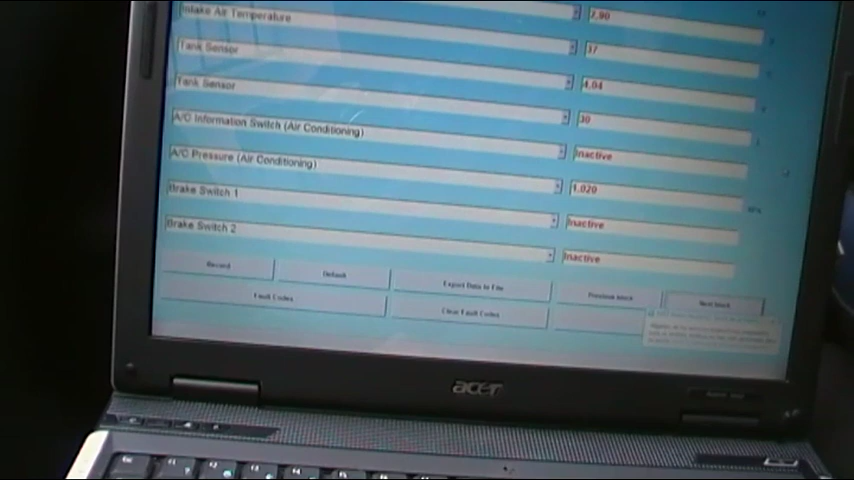 Intake Air Temperature 2.90
Tank Sensor 37
Tank Sensor 4.04
30
A/C Information Switch (Air Conditioning) Inactive
A/C Pressure (Air Conditioning) 1.020
Brake Switch 1 Inactive
Brake Switch 2 Inactive
Record Default Export Data to File Previous block Next block
Fault Codes Clear Fault Codes
acer